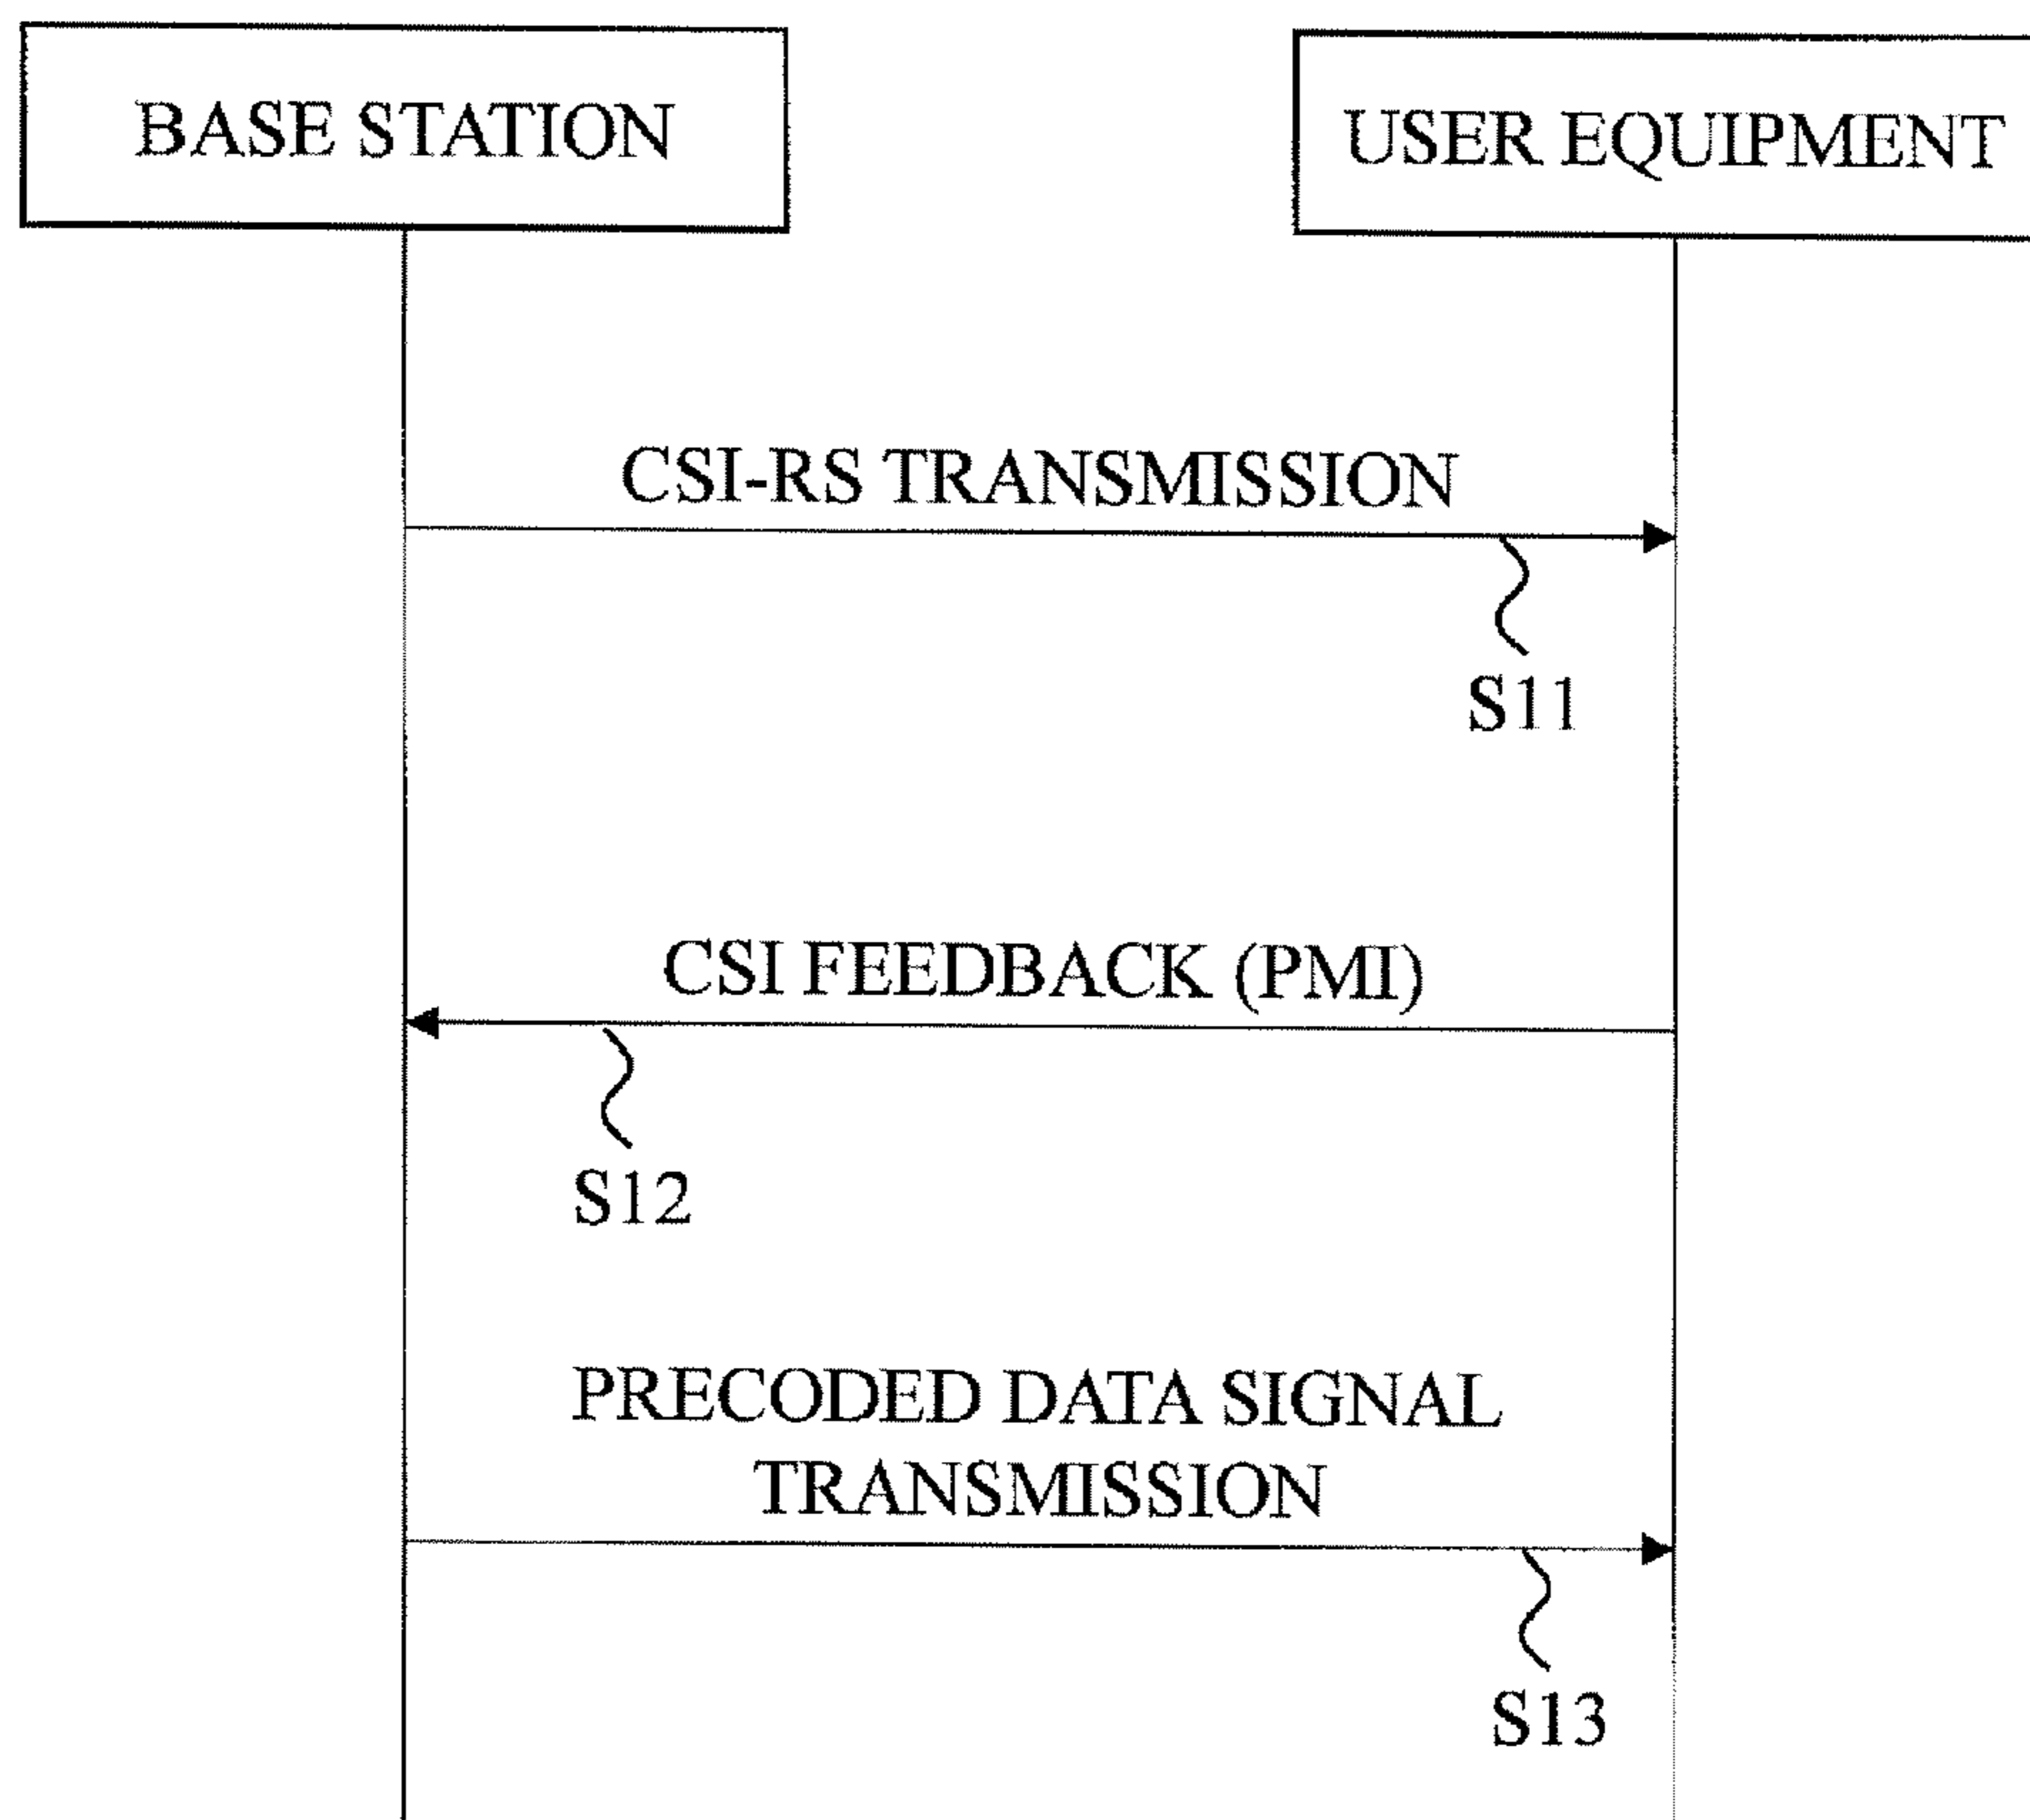 BASE STATION
USER EQUIPMENT
CSI-RS TRANSMISSION
S11
CSI FEEDBACK (PMI)
S12
PRECODED DATA SIGNAL
TRANSMISSION
S13